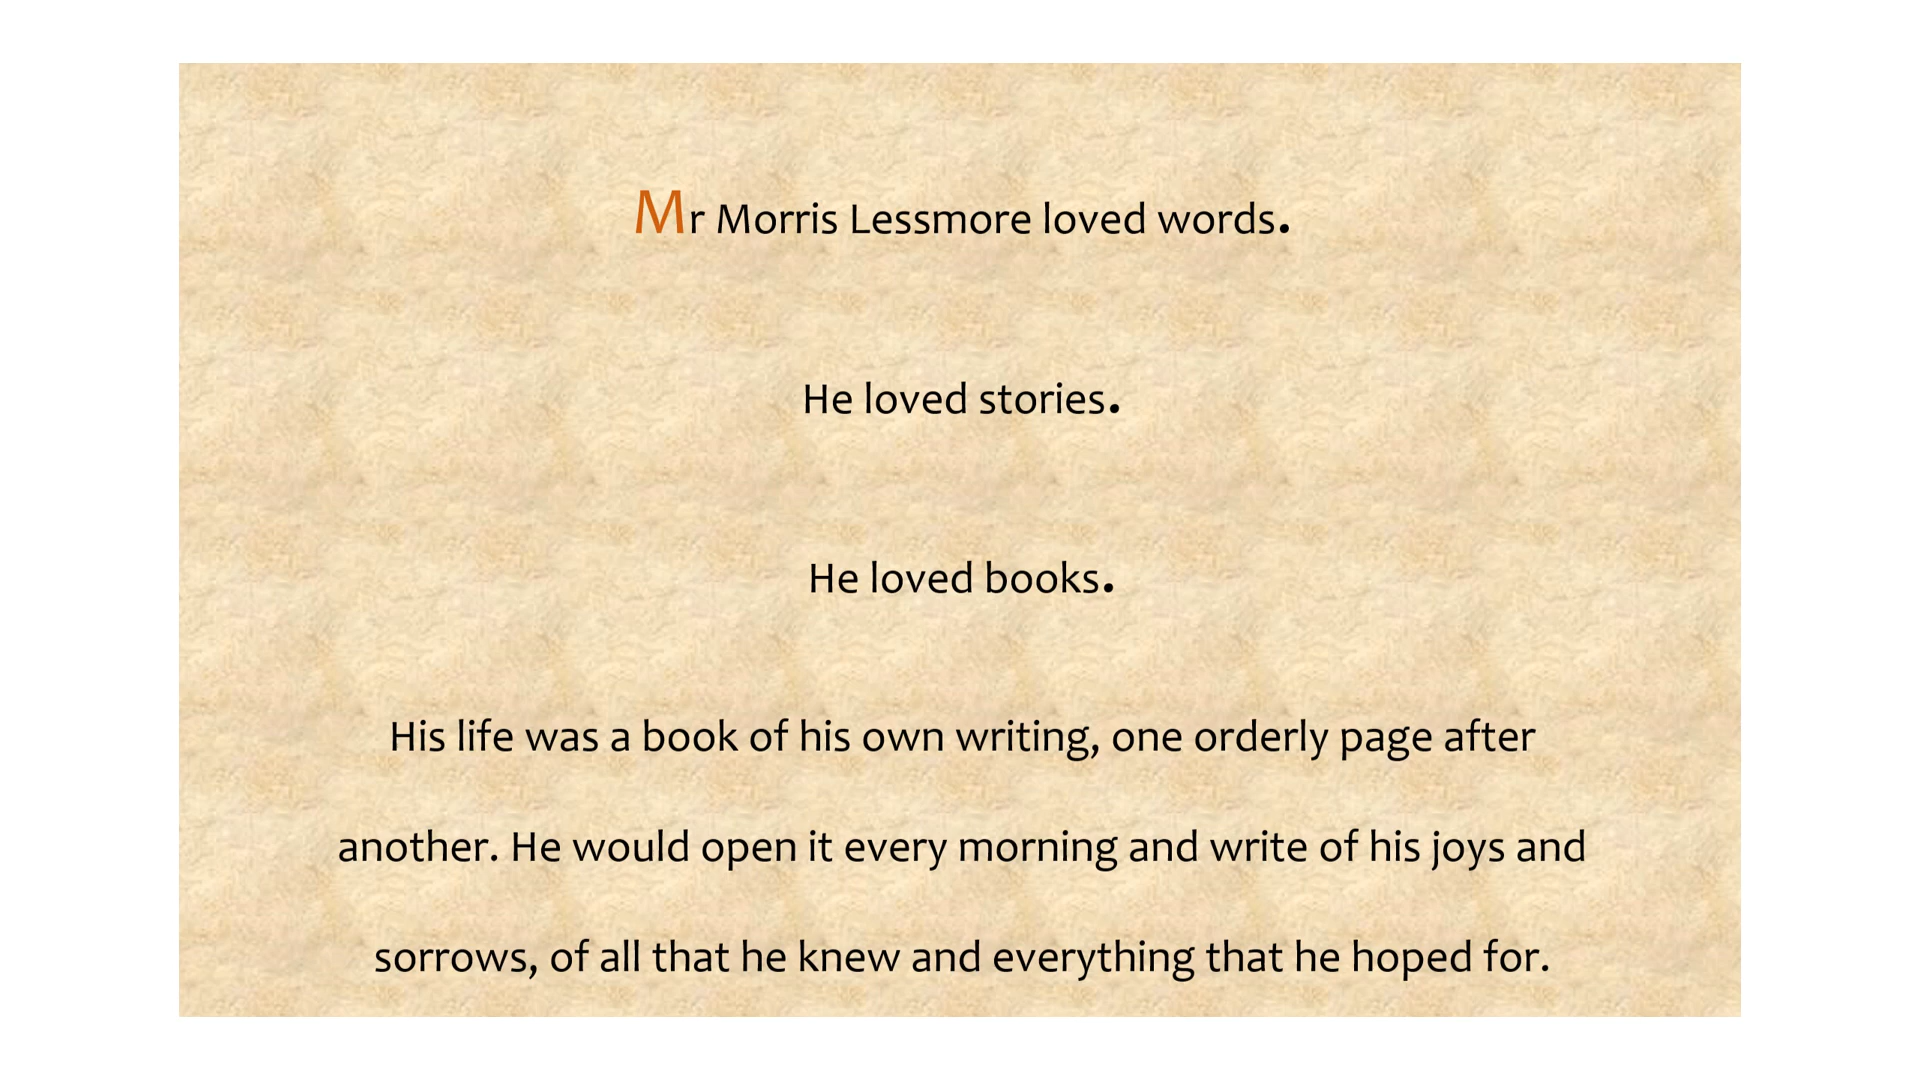 Mr Morris Lessmore loved words.
He loved stories.
He loved books.
His life was a book of his own writing, one orderly page after
another. He would open it every morning and write of his joys and
sorrows, of all that he knew and everything that he hoped for.